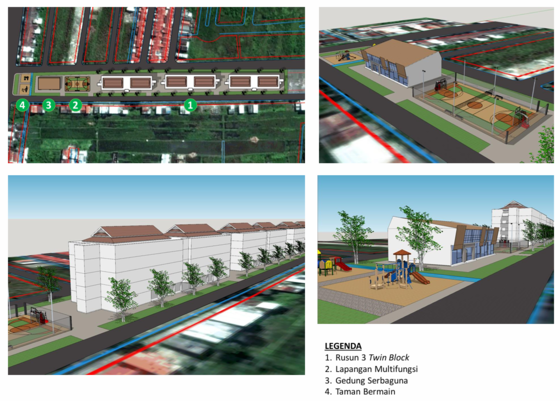 4
3
2
1
LEGENDA
1. Rusun 3 Twin Block
2. Lapangan Multifungsi
3. Gedung Serbaguna
4. Taman Bermain